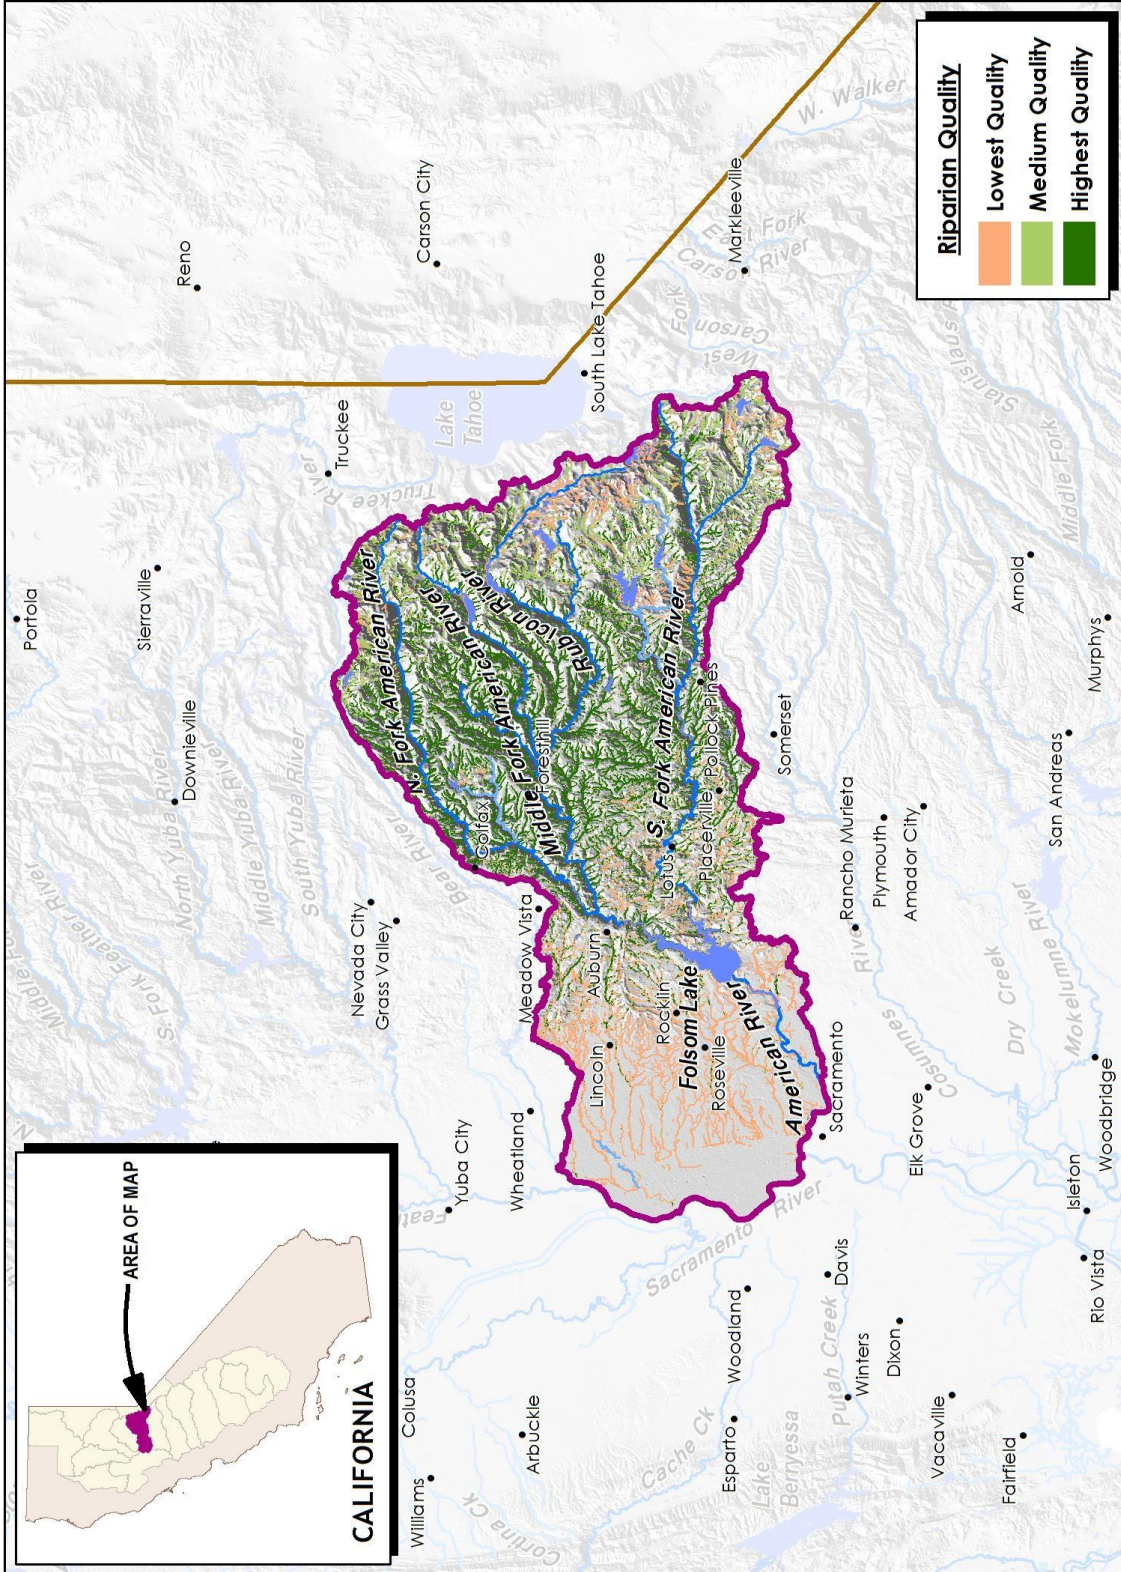 Portola
Sierraville
Downieville
Reno
Truckee
Carson City
Lake
Tahoe
South Lake Tahoe
Markleeville
W. Walker
East Fork
Carson River
West
Fork
Carson
Truckee
River
North Yuba River
Middle Yuba River
South Yuba River
S. Fork Feather River
Bear River
Nevada City
Grass Valley
Colfax
Meadow Vista
Auburn
Foresthill
N. Fork American River
Middle Fork American River
Rubicon River
S. Fork American River
Pollock Pines
Placerville
Lotus
Folsom Lake
American River
Rocklin
Lincoln
Roseville
Sacramento
Wheatland
Yuba City
Sacramento River
Somerset
Rancho Murieta
Plymouth
Amador City
Arnold
Murphys
San Andreas
Middle Fork
Cosumnes
River
Dry Creek
Mokelumne River
Elk Grove
Woodbridge
Isleton
Rio Vista
Davis
Woodland
Putah Creek
Winters
Dixon
Vacaville
Fairfield
Esparto
Lake
Berryessa
Cache Ck
Cortina Ck
Arbuckle
Williams
Colusa
AREA OF MAP
CALIFORNIA
Riparian Quality
Lowest Quality
Medium Quality
Highest Quality